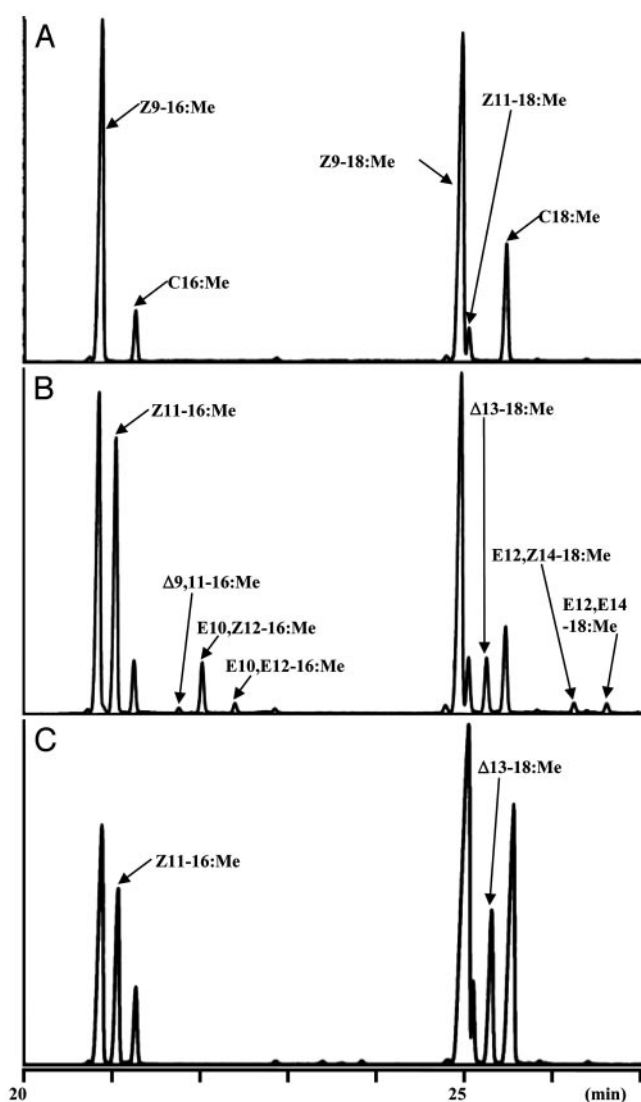 A
Z9-16:Me
C16:Me
Z9-18:Me
Z11-18:Me
C18:Me
B
Z11-16:Me
Δ9,11-16:Me
E10,Z12-16:Me
E10,E12-16:Me
Δ13-18:Me
E12,Z14-18:Me
E12,E14
-18:Me
C
Z11-16:Me
Δ13-18:Me
20
25
(min)